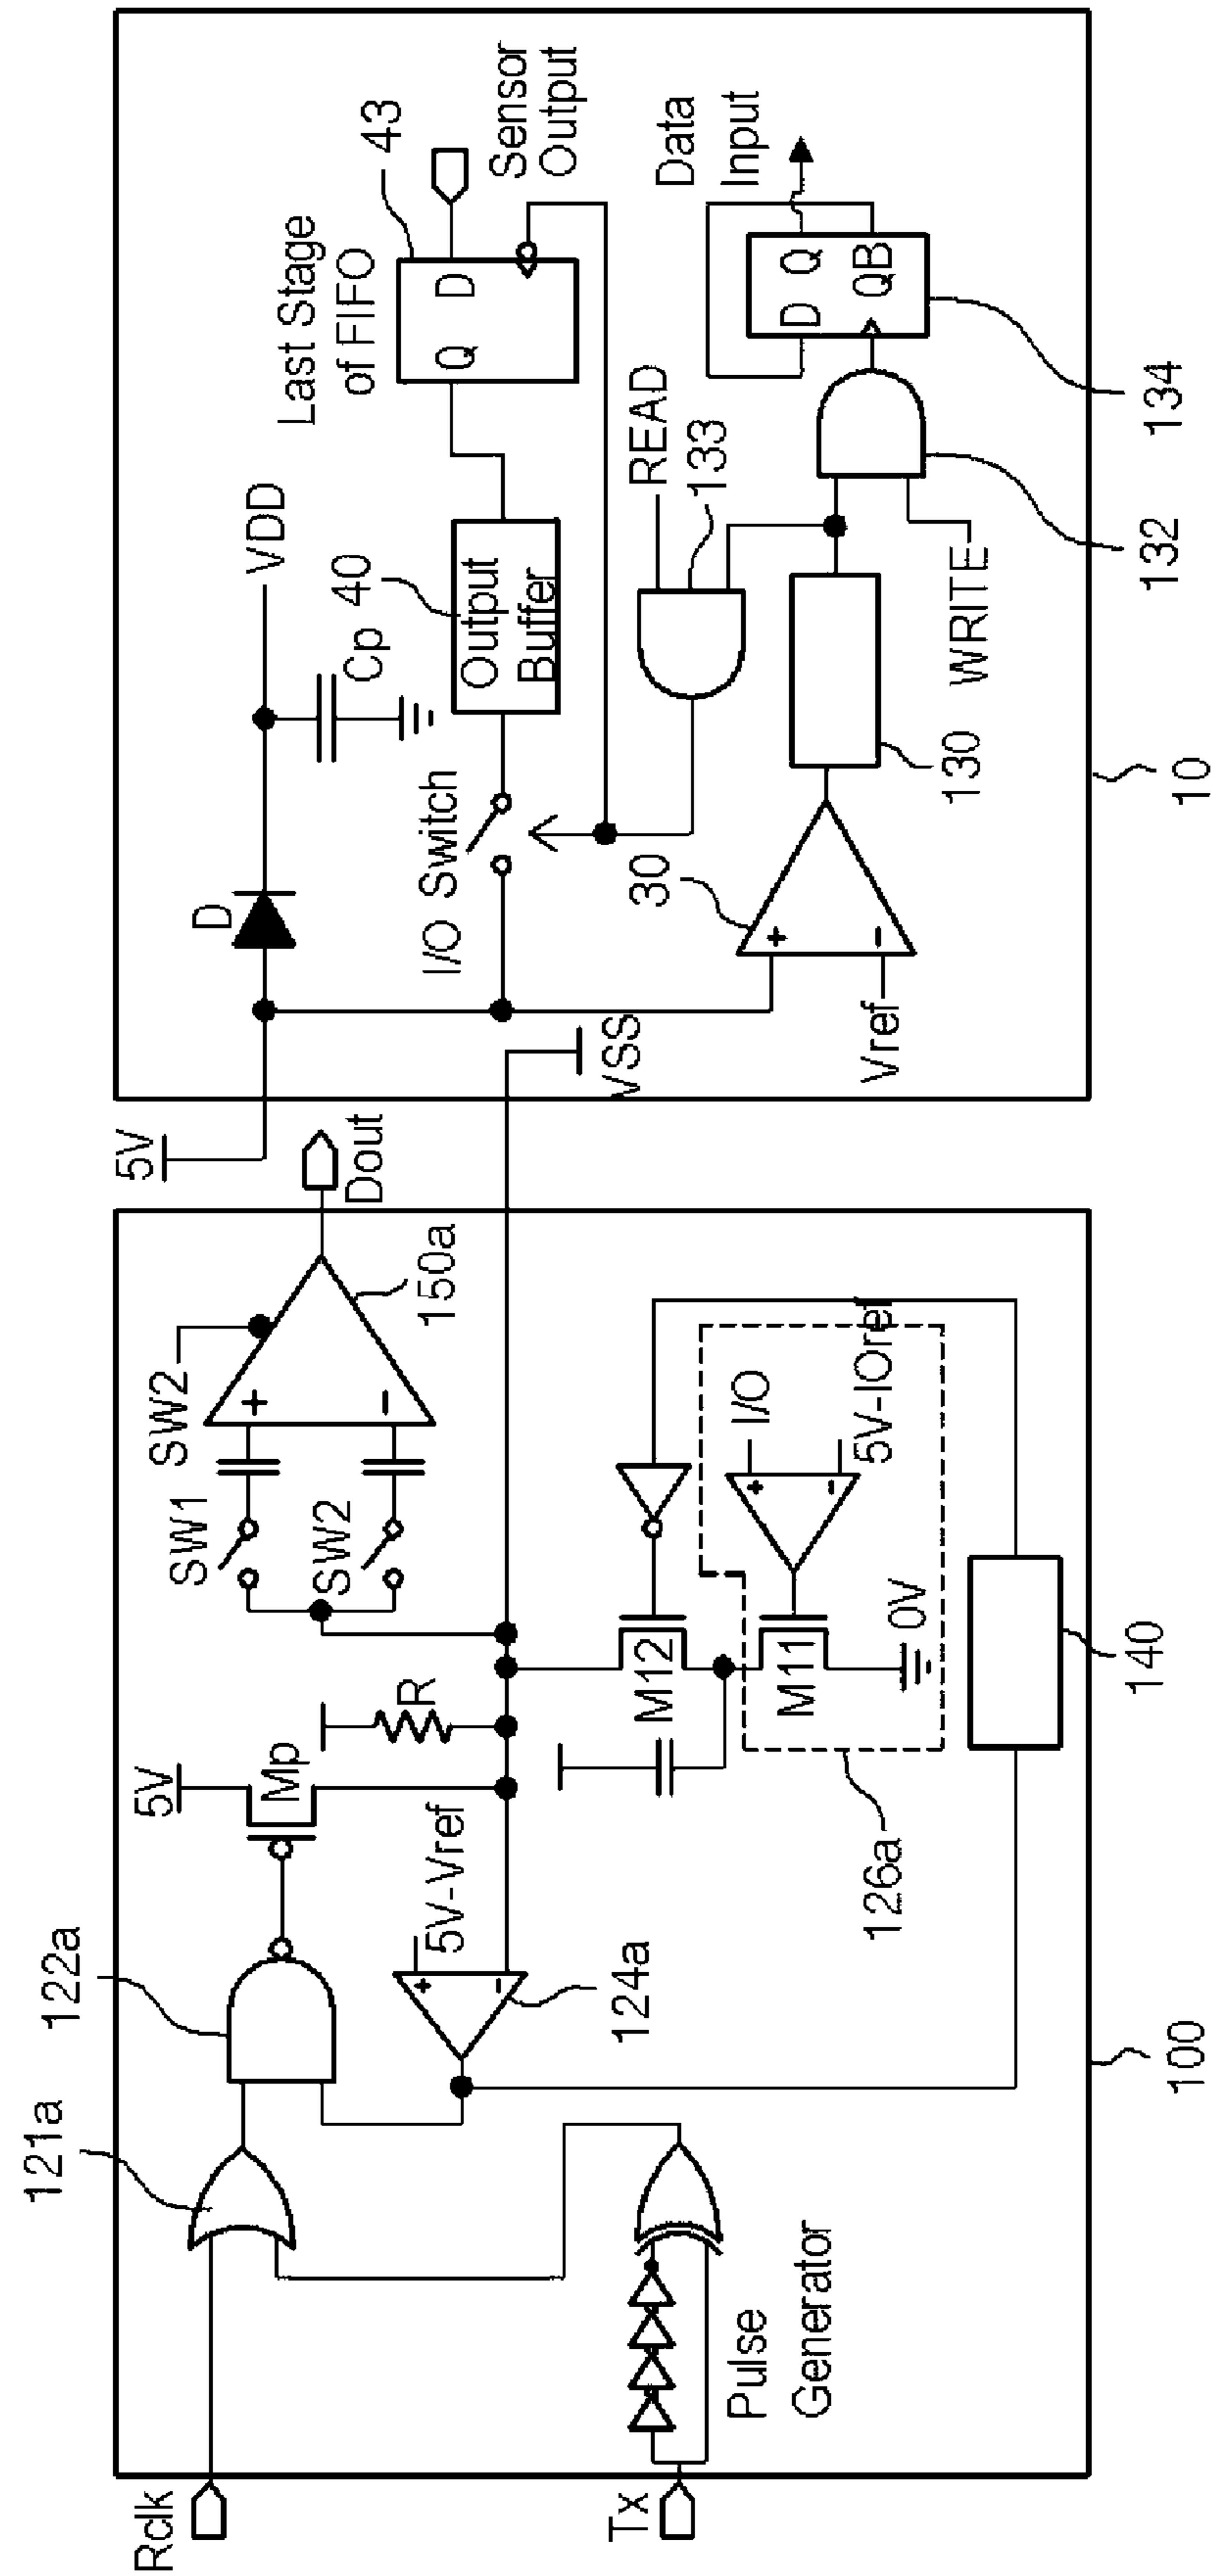 Rclk
121a
122a
5V
Mp
R
SW1
SW2
SW2
+
-
150a
Dout
5V-Vref
+
-
124a
M12
M11
I/O
+
-
5V-IOref
0V
126a
140
Tx
Pulse
Generator
100
5V
D
VDD
Cp
VSS
I/O Switch
40
Output
Buffer
Last Stage
of FIFO
43
Q
D
Sensor
Output
READ
133
30
+
-
Vref
130
WRITE
132
D
Q
QB
134
Data
Input
10